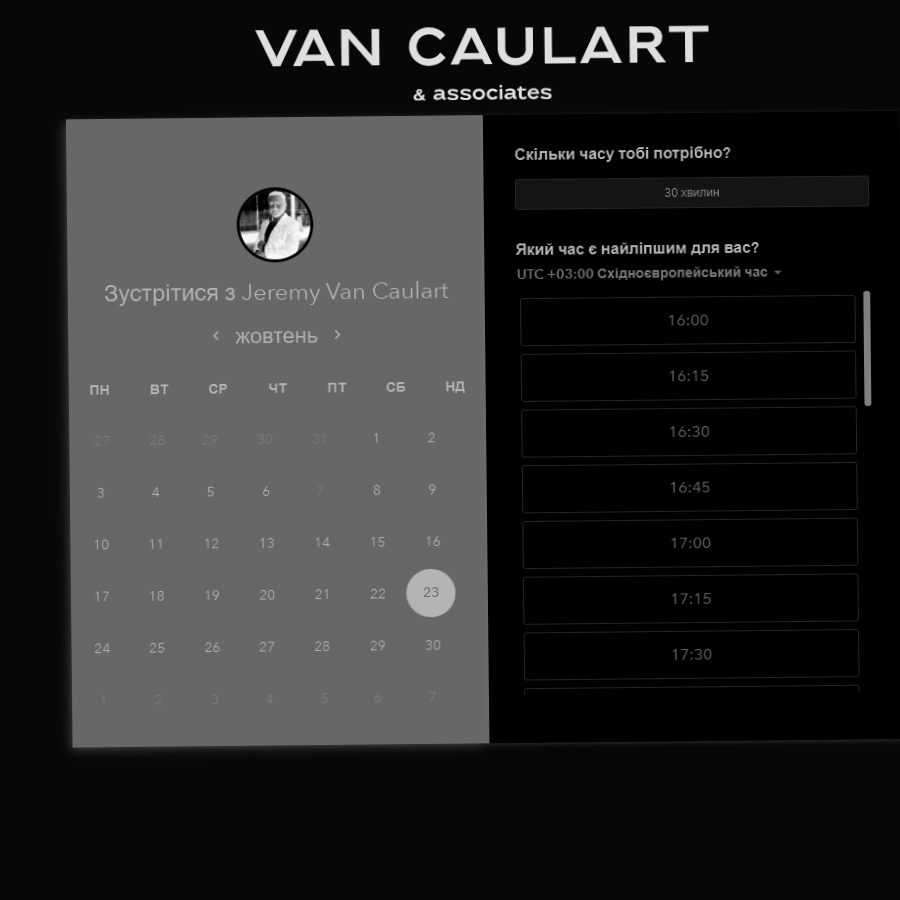 VAN CAULART
& associates
Зустрітися з Jeremy Van Caulart
жовтень
ПН ВТ СР ЧТ ПТ СБ НД
27 28 29 30 31 1 2
3 4 5 6 7 8 9
10 11 12 13 14 15 16
17 18 19 20 21 22 23
24 25 26 27 28 29 30
1 2 3 4 5 6 7
Скільки часу тобі потрібно?
30 хвилин
Який час є найліпшим для вас?
UTC +03:00 Східноєвропейський час
16:00
16:15
16:30
16:45
17:00
17:15
17:30